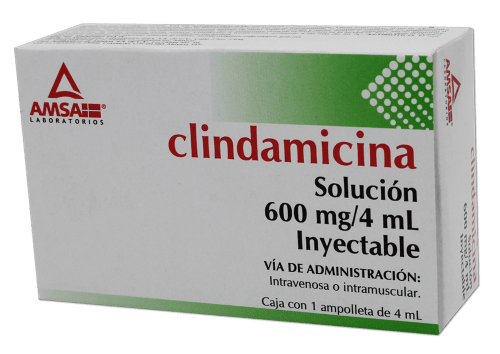 AMSA®
LABORATORIOS
clindamicina
Solución
600 mg/4 mL
Inyectable
VÍA DE ADMINISTRACIÓN:
Intravenosa o intramuscular.
Caja con 1 ampolleta de 4 mL
clindamicina